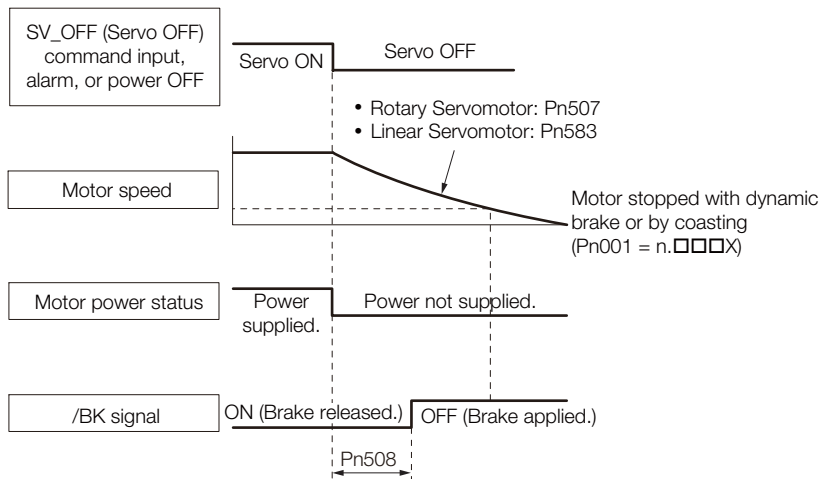 SV_OFF (Servo OFF)
command input,
alarm, or power OFF
Servo ON
Servo OFF
• Rotary Servomotor: Pn507
• Linear Servomotor: Pn583
Motor speed
Motor stopped with dynamic
brake or by coasting
(Pn001 = n.□□□X)
Motor power status
Power
supplied.
Power not supplied.
/BK signal
ON (Brake released.)
OFF (Brake applied.)
Pn508